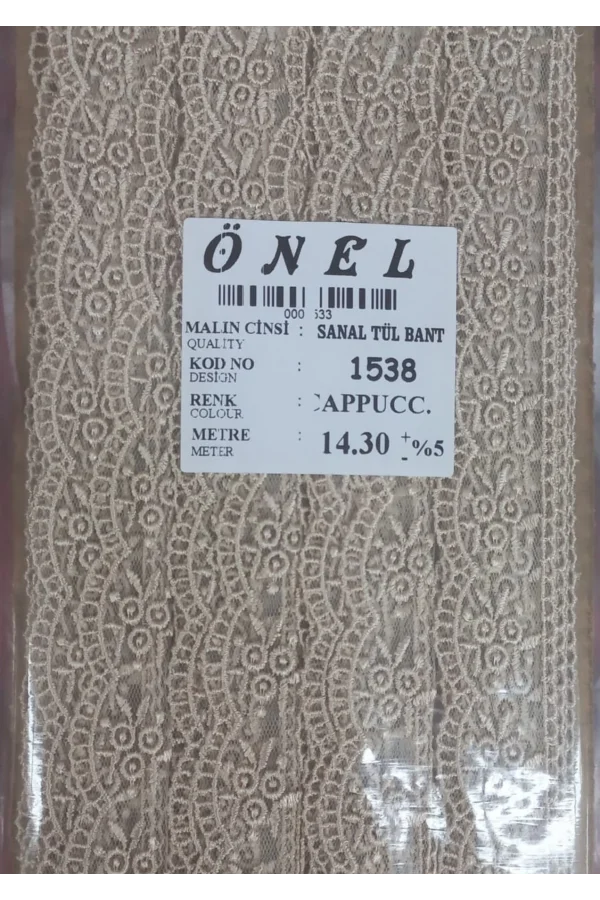 ÖNEL
MALIN CİNSİ : SANAL TÜL BANT
QUALITY
KOD NO : 1538
DESIGN
RENK : CAPPUCC.
COLOUR
METRE : 14.30 +- %5
METER